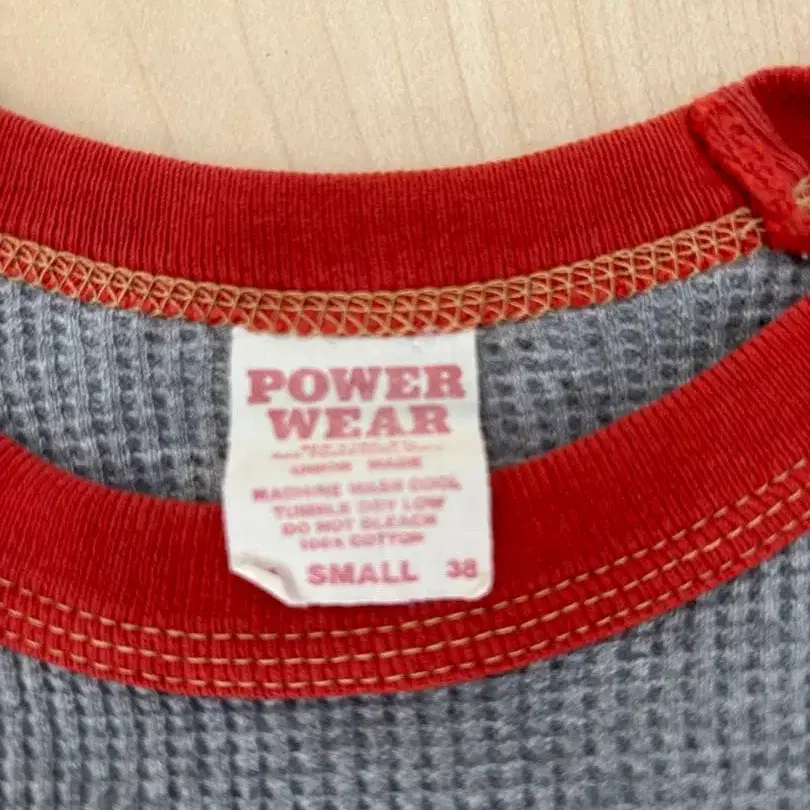 POWER
WEAR
UNION MADE
MACHINE WASH COOL
TUMBLE DRY LOW
DO NOT BLEACH
100% COTTON
SMALL 38